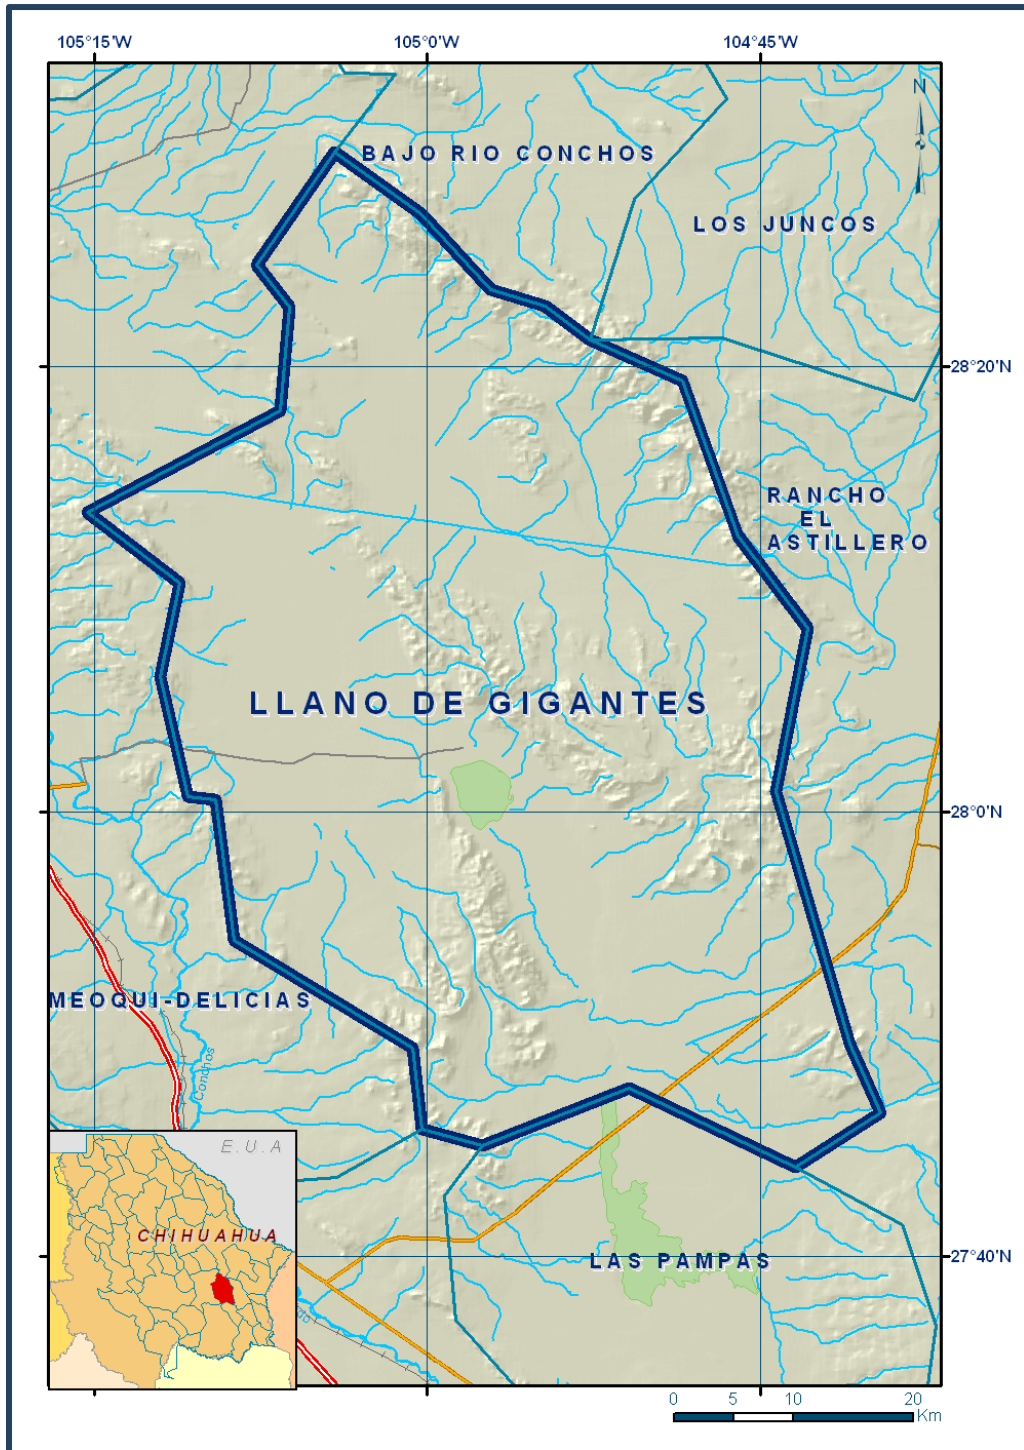 105°15'W 105°0'W 104°45'W
N
BAJO RIO CONCHOS
LOS JUNCOS
28°20'N
RANCHO
EL
ASTILLERO
LLANO DE GIGANTES
28°0'N
MEOQUI-DELICIAS
Conchos
E.U.A
CHIHUAHUA
LAS PAMPAS
27°40'N
0 5 10 20
Km